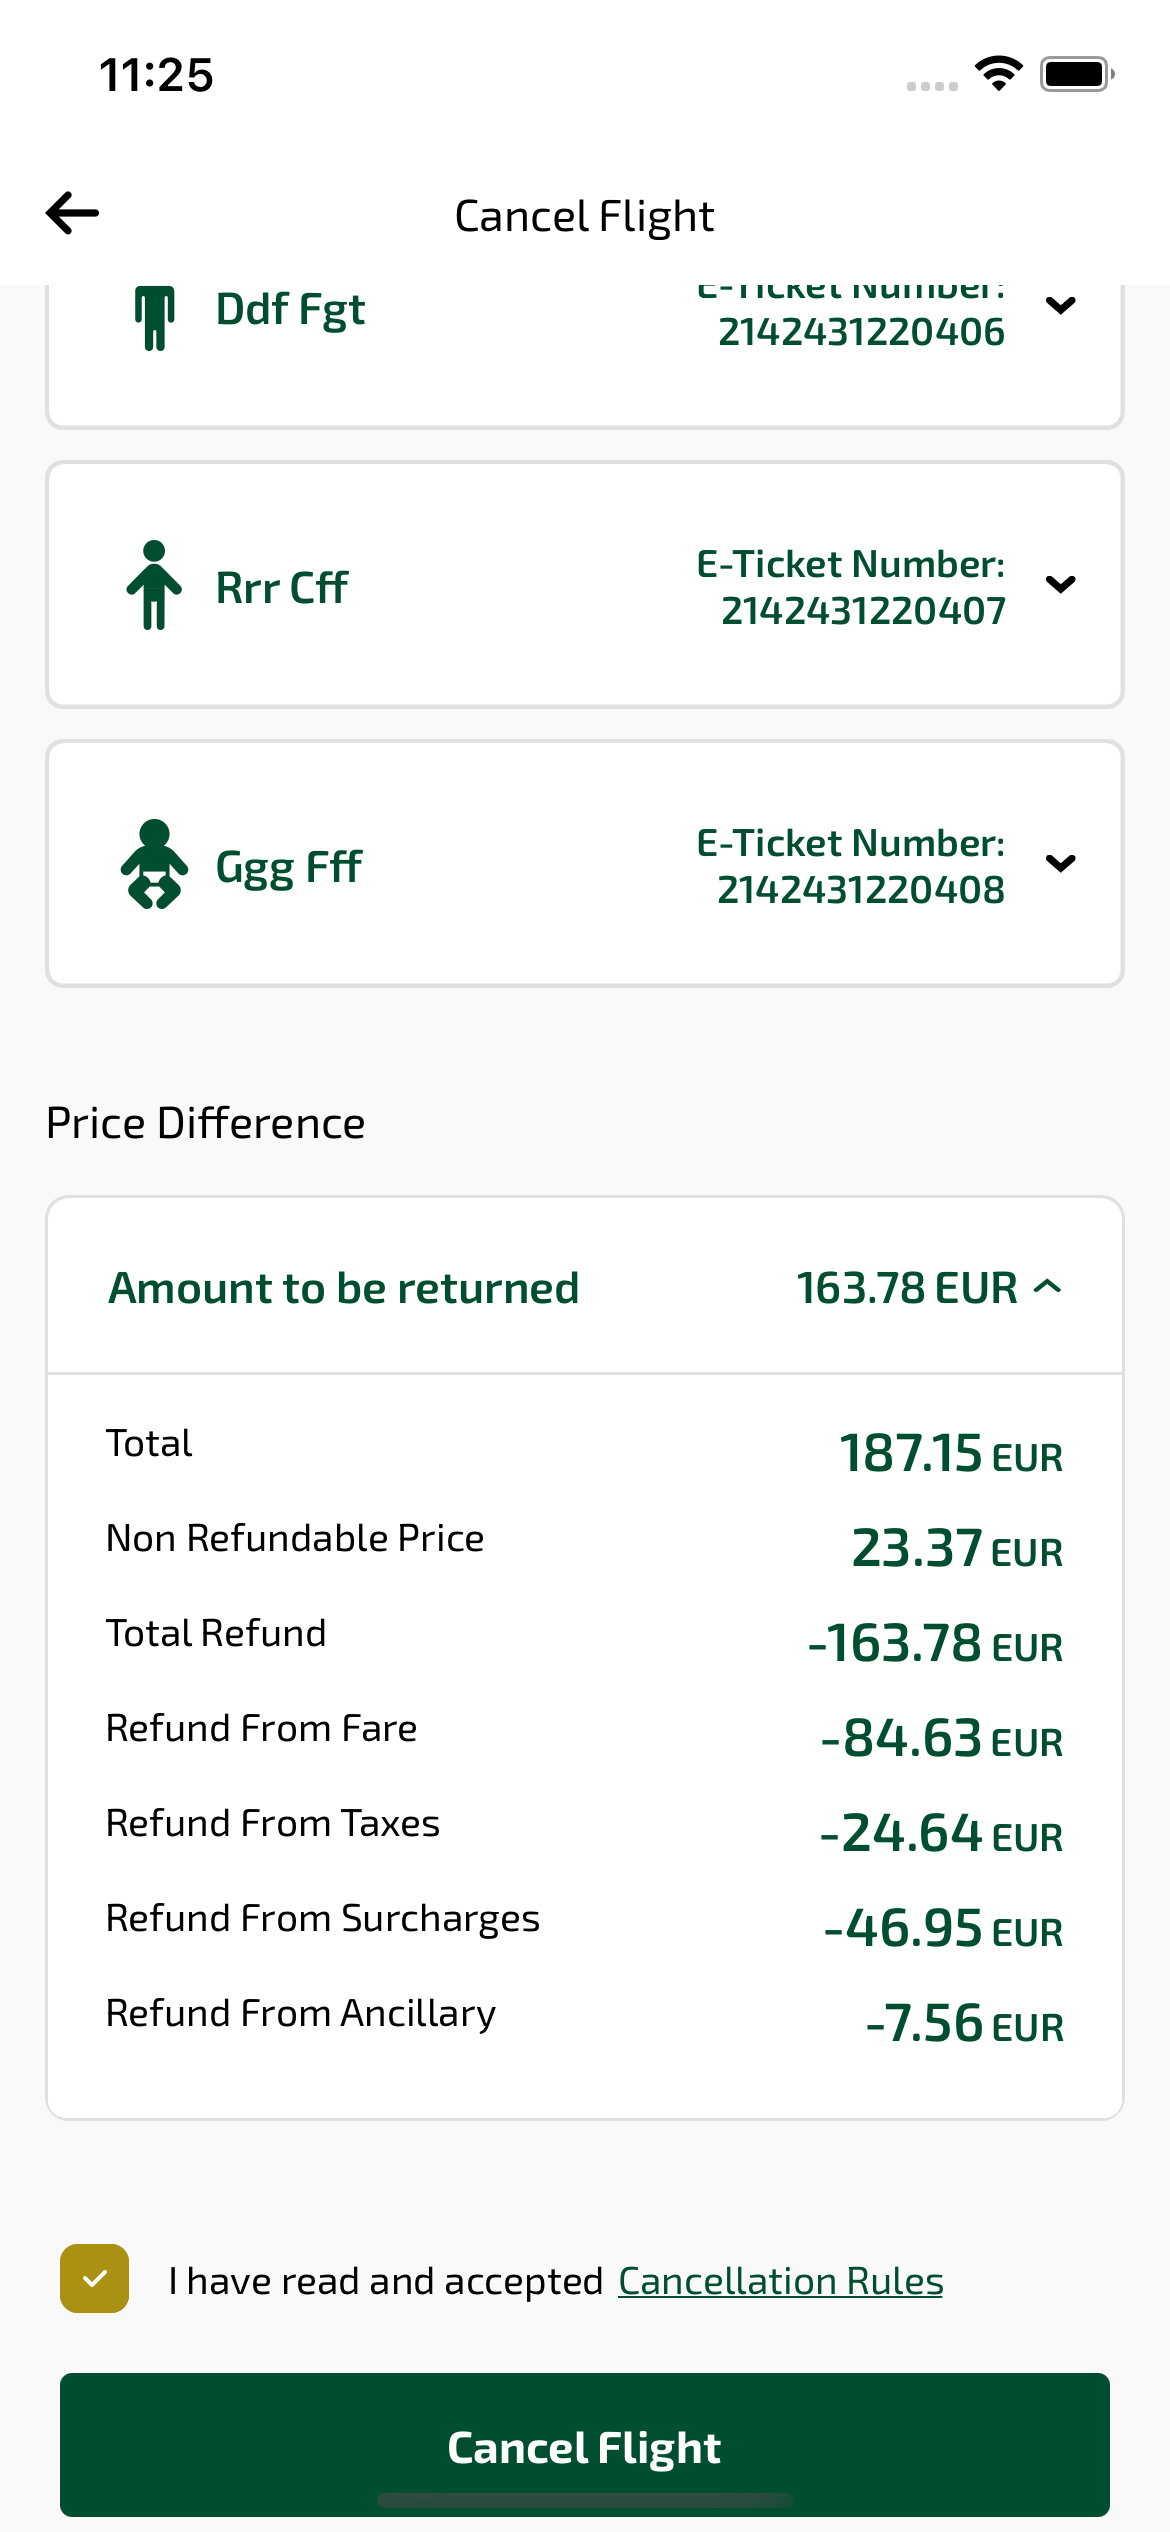 11:25
Cancel Flight
Ddf Fgt
E-Ticket Number:
2142431220406
Rrr Cff
E-Ticket Number:
2142431220407
Ggg Fff
E-Ticket Number:
2142431220408
Price Difference
Amount to be returned 163.78 EUR
Total 187.15 EUR
Non Refundable Price 23.37 EUR
Total Refund -163.78 EUR
Refund From Fare -84.63 EUR
Refund From Taxes -24.64 EUR
Refund From Surcharges -46.95 EUR
Refund From Ancillary -7.56 EUR
I have read and accepted Cancellation Rules
Cancel Flight